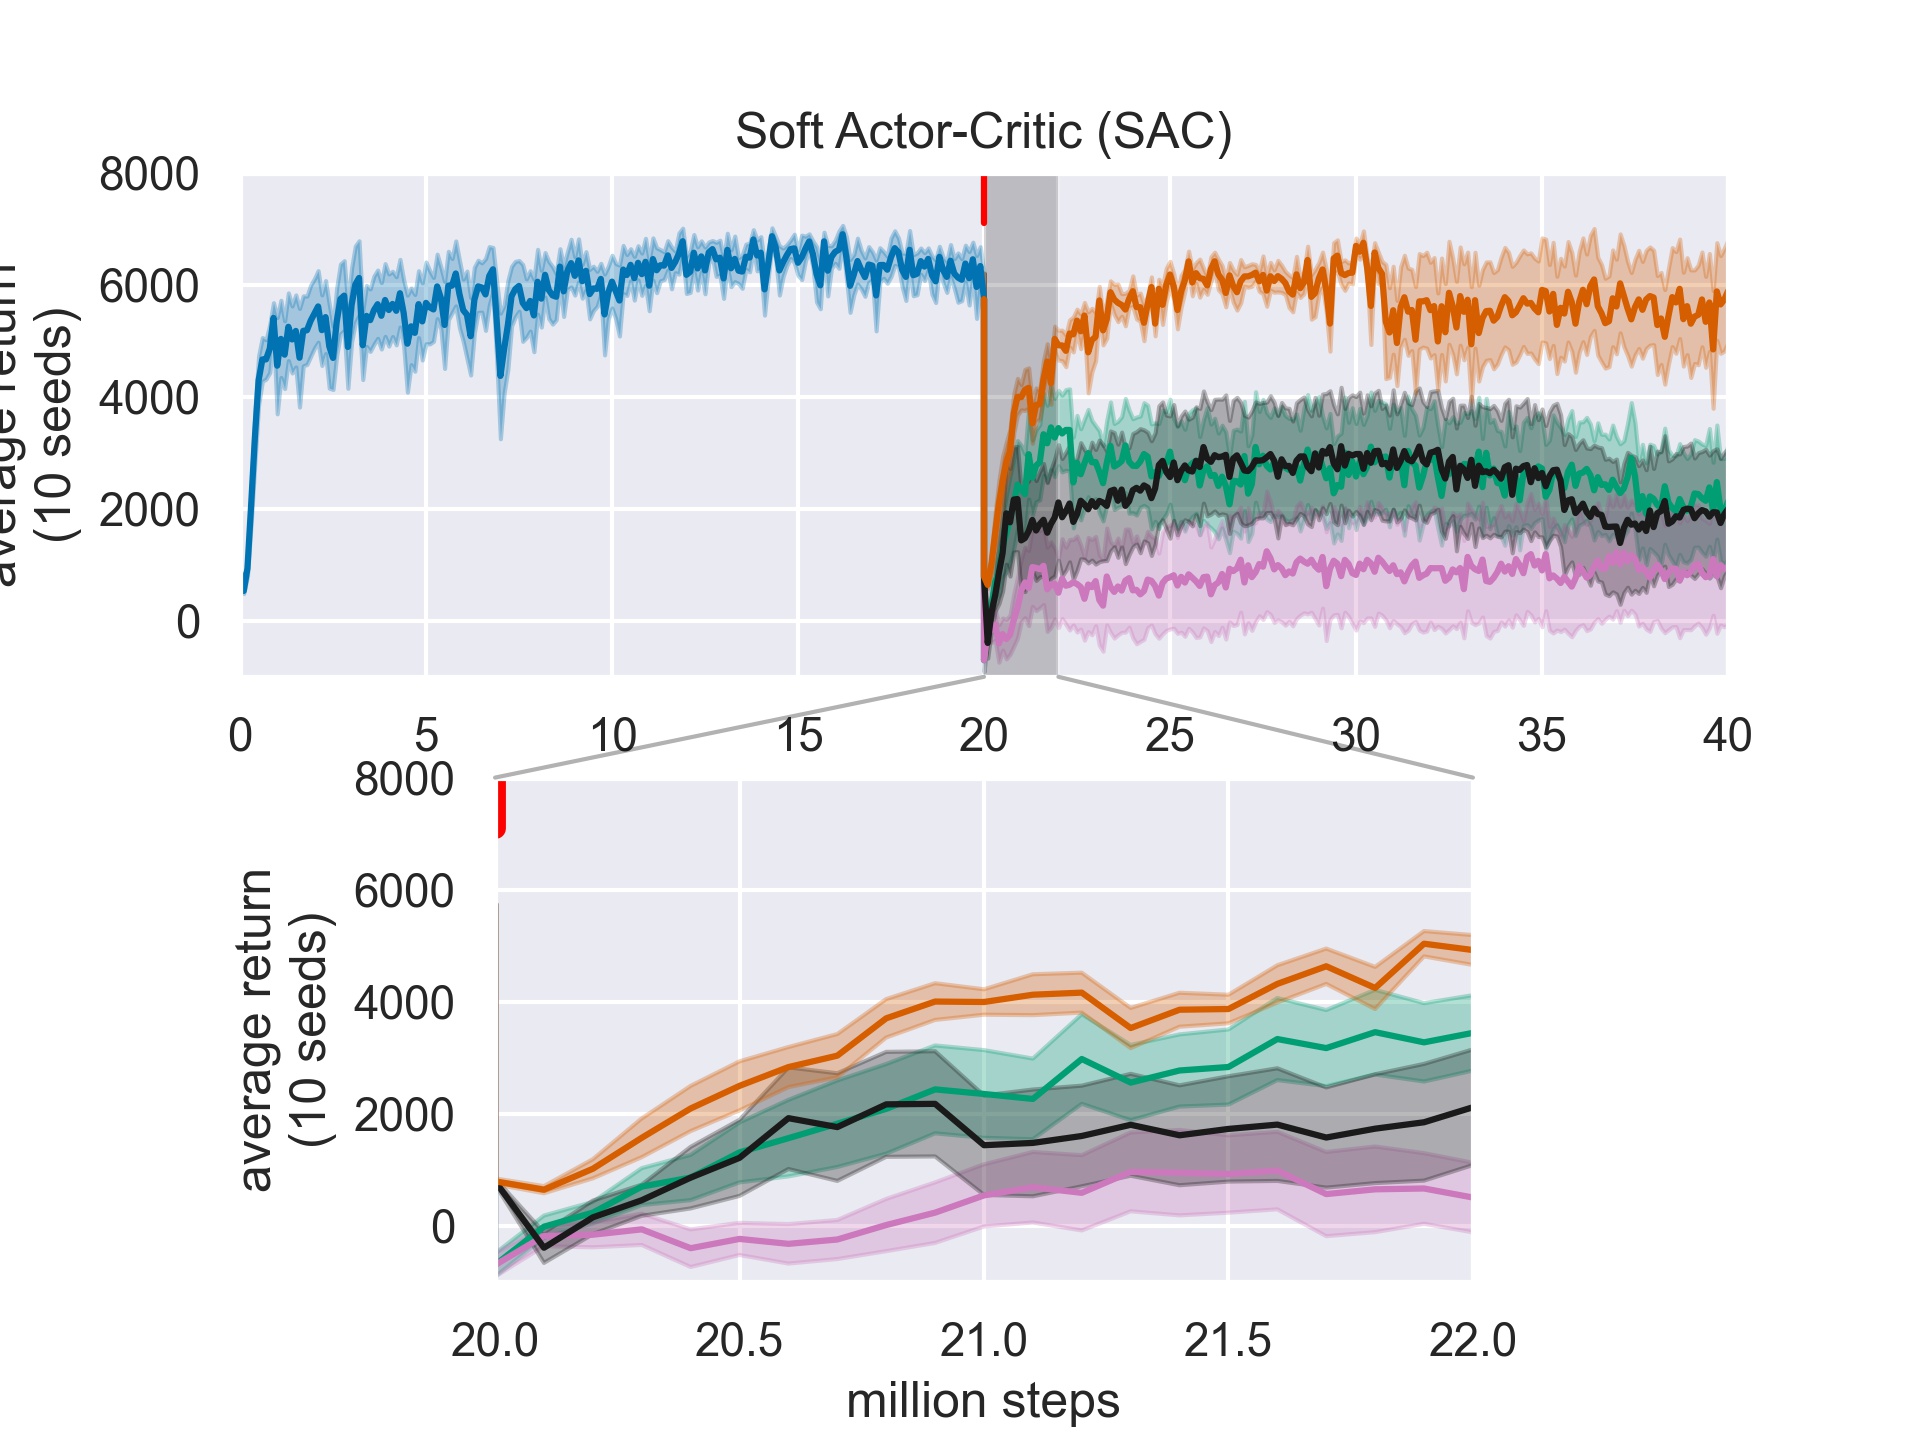 Soft Actor-Critic (SAC)
average return
(10 seeds)
8000
6000
4000
2000
0
0 5 10 15 20 25 30 35 40
average return
(10 seeds)
8000
6000
4000
2000
0
20.0 20.5 21.0 21.5 22.0
million steps